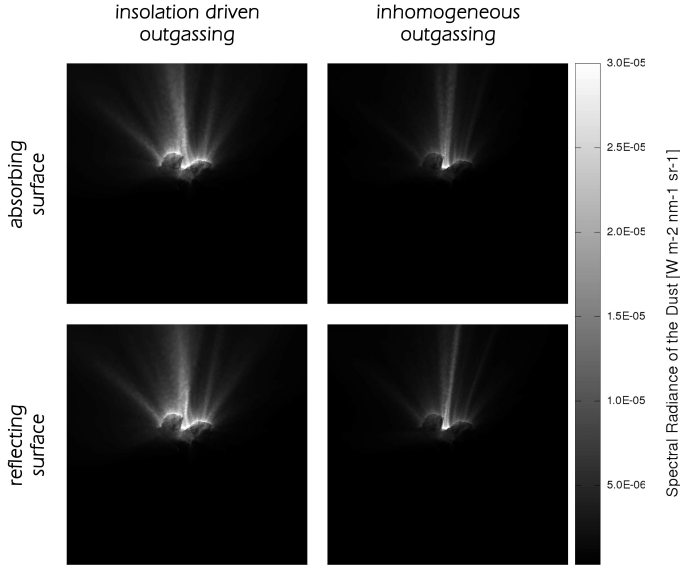 insolation driven
outgassing
inhomogeneous
outgassing
absorbing
surface
reflecting
surface
3.0E-05
2.5E-05
2.0E-05
1.5E-05
1.0E-05
5.0E-06
Spectral Radiance of the Dust [W m-2 nm-1 sr-1]